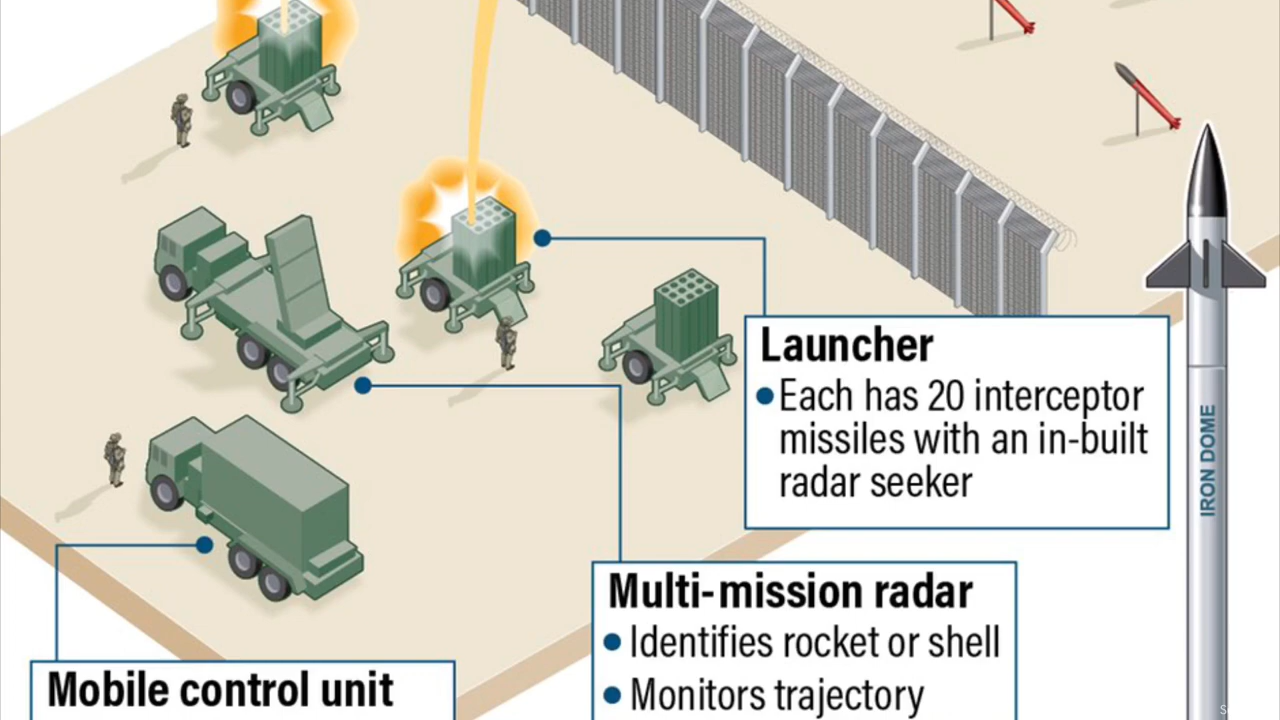 Launcher
• Each has 20 interceptor
missiles with an in-built
radar seeker
IRON DOME
Multi-mission radar
• Identifies rocket or shell
• Monitors trajectory
Mobile control unit